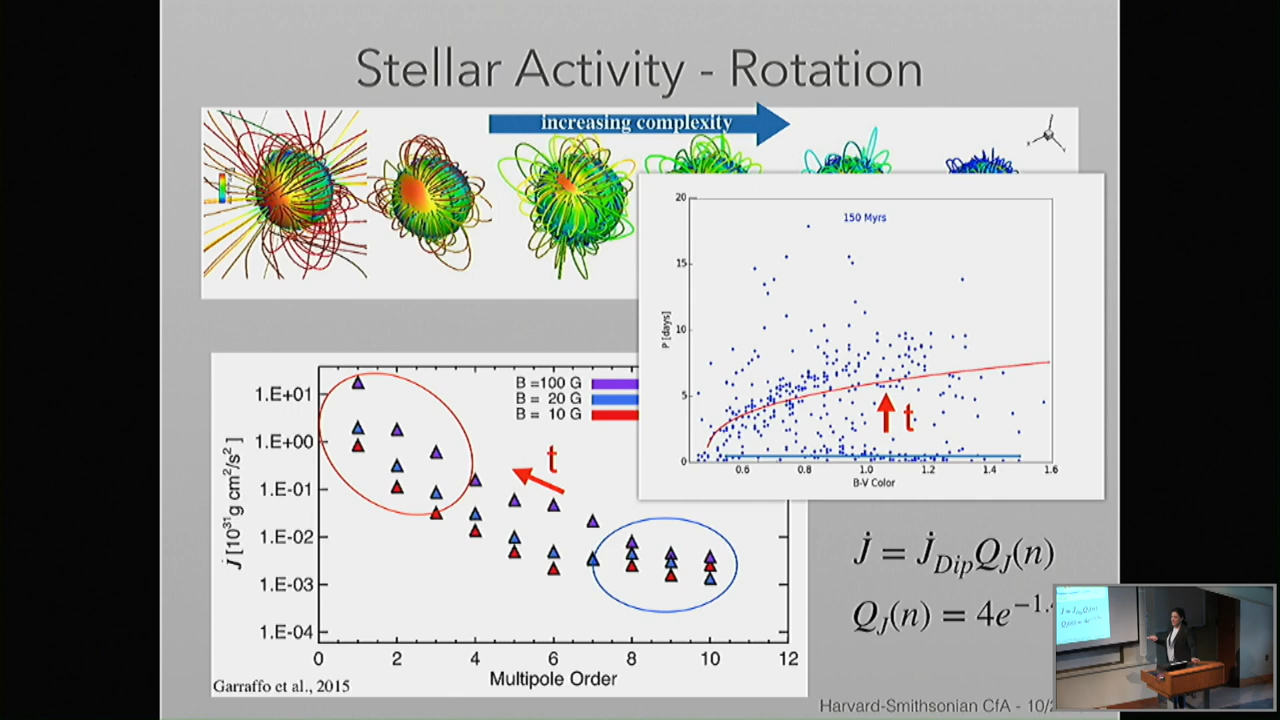 Stellar Activity - Rotation
increasing complexity
20
15
10
5
0
P [days]
150 Myrs
t
0.6 0.8 1.0 1.2 1.4 1.6
B-V Color
1.E+01
1.E+00
1.E-01
1.E-02
1.E-03
1.E-04
J̇ [10³¹g cm²/s²]
B =100 G
B = 20 G
B = 10 G
t
0 2 4 6 8 10 12
Multipole Order
Garraffo et al., 2015
J̇ = J̇_Dip Q_J(n)
Q_J(n) = 4e^-1.
Harvard-Smithsonian CfA - 10/